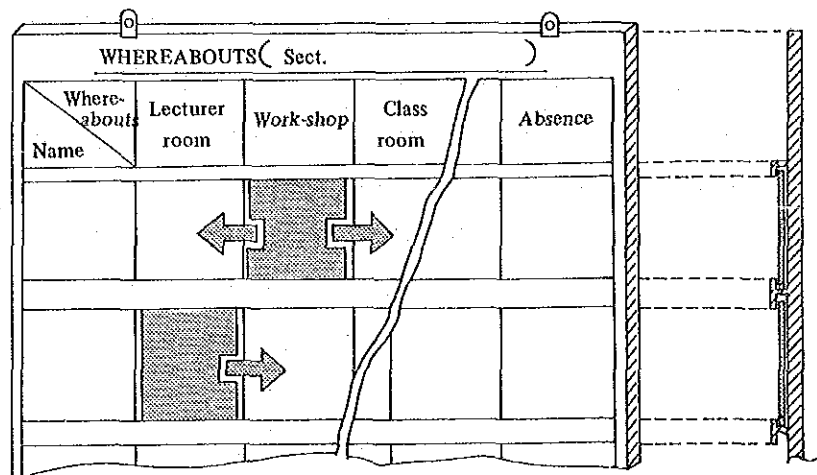 WHEREABOUTS( Sect. )
Where-
abouts
Name
Lecturer
room
Work-shop
Class
room
Absence